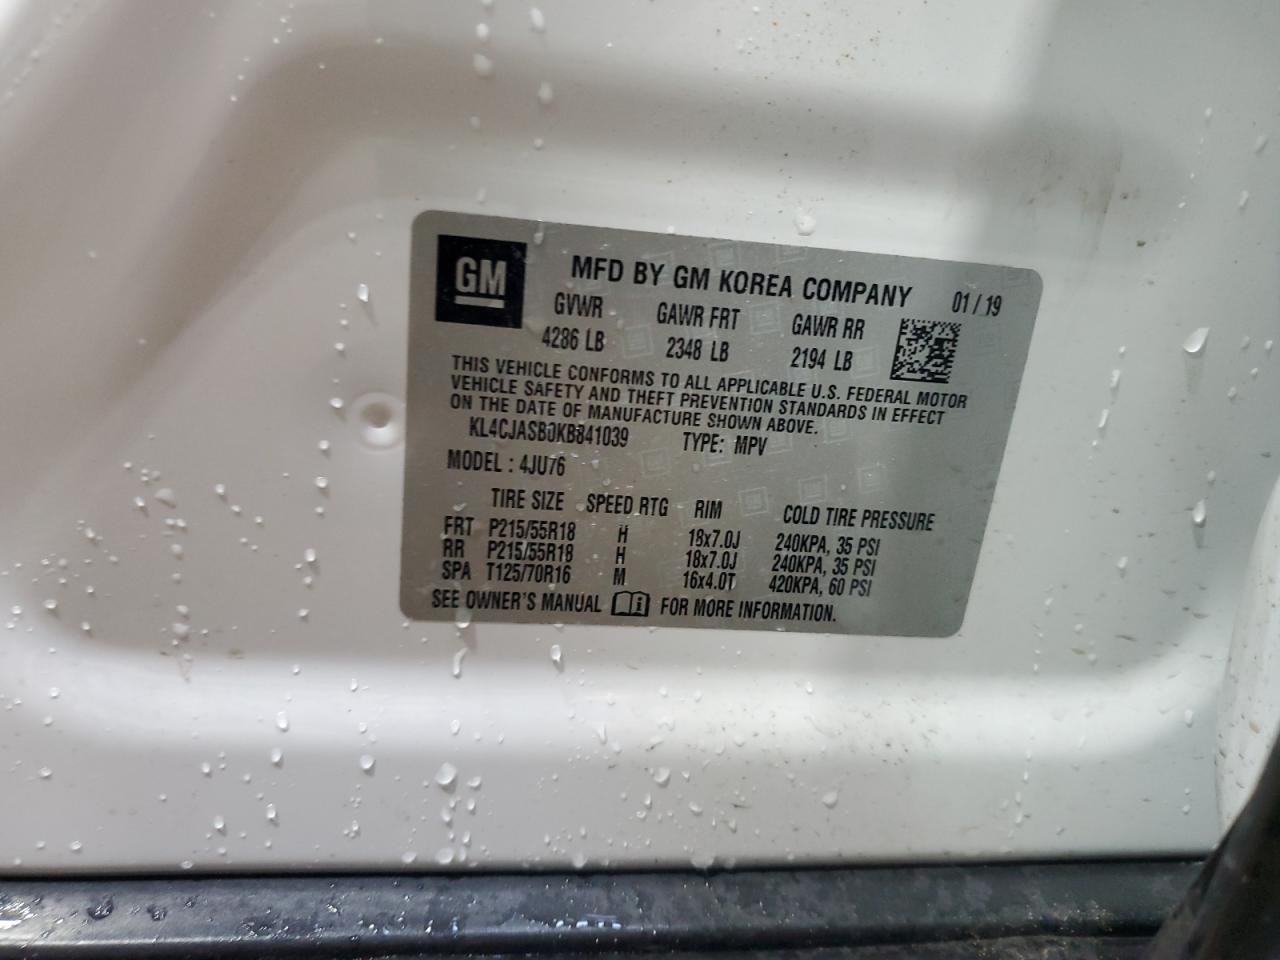 GM
MFD BY GM KOREA COMPANY 01 / 19
GVWR GAWR FRT GAWR RR
4286 LB 2348 LB 2194 LB
THIS VEHICLE CONFORMS TO ALL APPLICABLE U.S. FEDERAL MOTOR
VEHICLE SAFETY AND THEFT PREVENTION STANDARDS IN EFFECT
ON THE DATE OF MANUFACTURE SHOWN ABOVE.
KL4CJASB0KB841039 TYPE: MPV
MODEL : 4JU76
TIRE SIZE SPEED RTG RIM COLD TIRE PRESSURE
FRT P215/55R18 H 18x7.0J 240KPA, 35 PSI
RR P215/55R18 H 18x7.0J 240KPA, 35 PSI
SPA T125/70R16 M 16x4.0T 420KPA, 60 PSI
SEE OWNER'S MANUAL i FOR MORE INFORMATION.